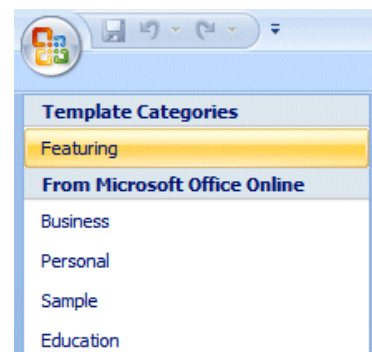 Template Categories
Featuring
From Microsoft Office Online
Business
Personal
Sample
Education